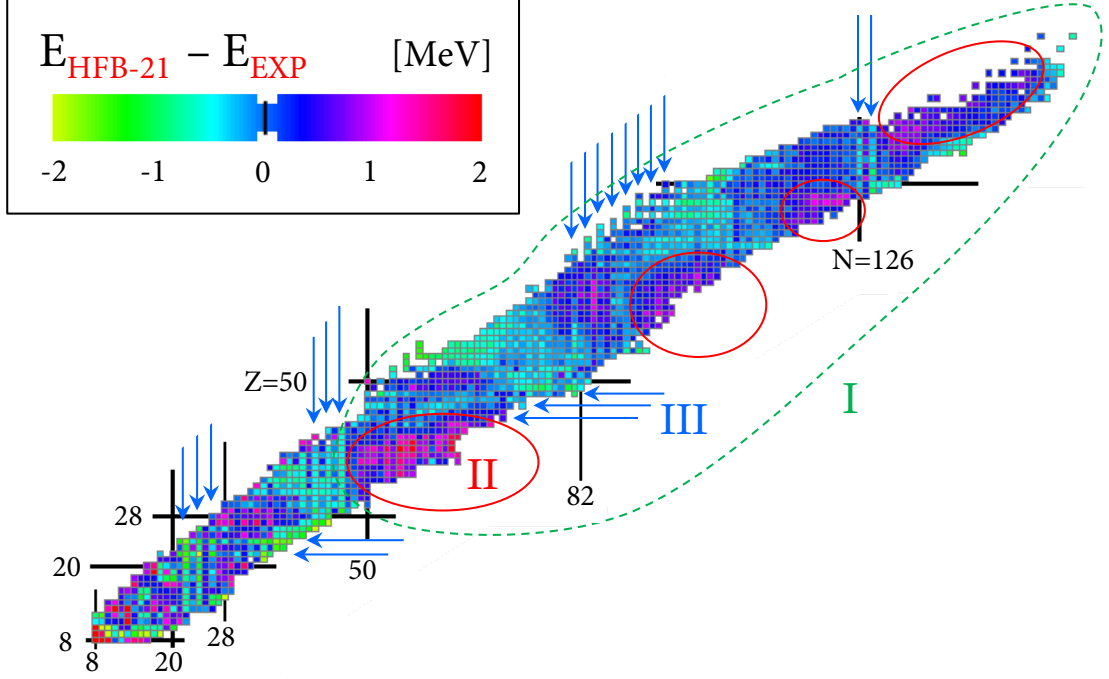 E_HFB-21 – E_EXP [MeV]
-2 -1 0 1 2
N=126
Z=50
I
III
II
82
28
50
20
28
8
8 20